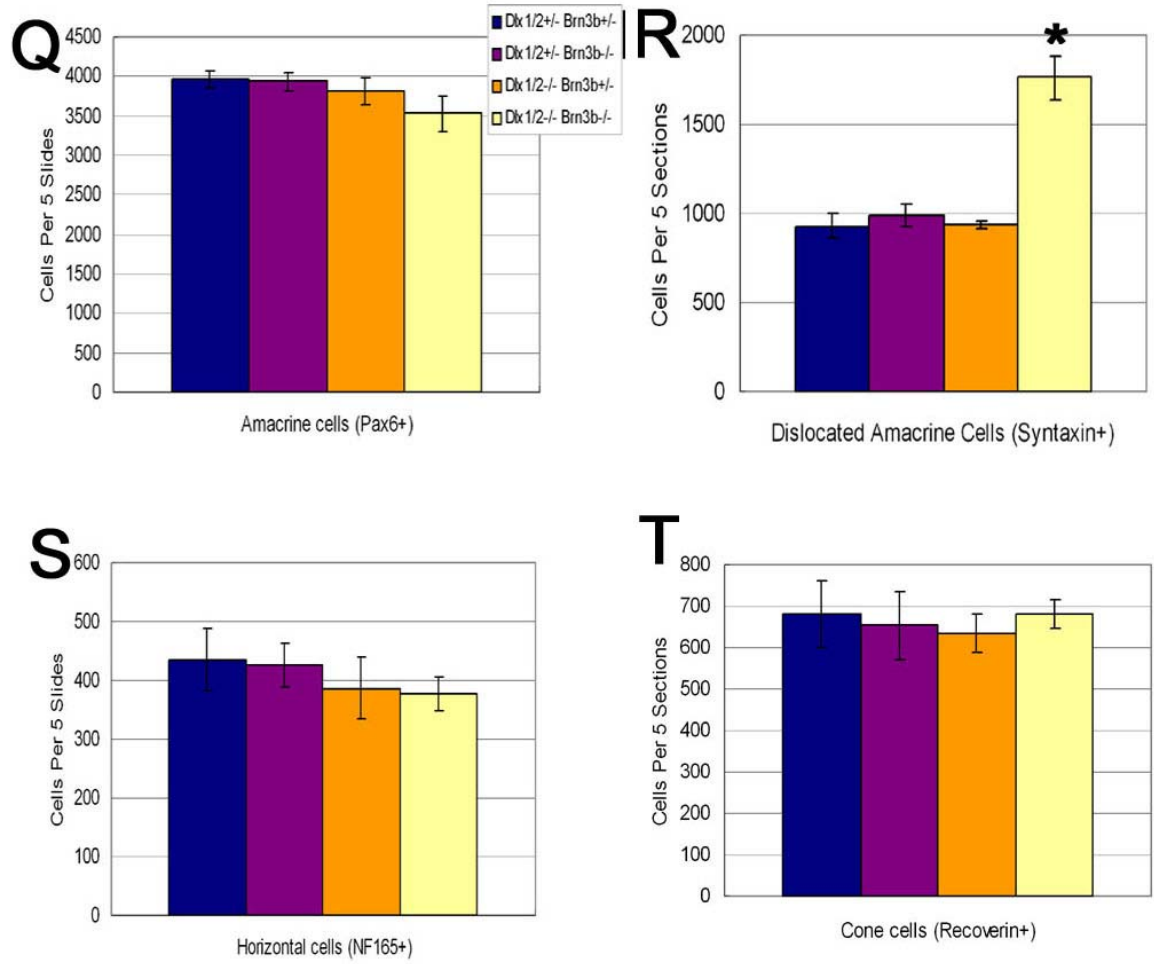 Q
Cells Per 5 Slides
4500
4000
3500
3000
2500
2000
1500
1000
500
0
Amacrine cells (Pax6+)
Dlx1/2+/- Brn3b+/-
Dlx1/2+/- Brn3b-/-
Dlx1/2-/- Brn3b+/-
Dlx1/2-/- Brn3b-/-
R
Cells Per 5 Sections
2000
1500
1000
500
0
*
Dislocated Amacrine Cells (Syntaxin+)
S
Cells Per 5 Slides
600
500
400
300
200
100
0
Horizontal cells (NF165+)
T
Cells Per 5 Sections
800
700
600
500
400
300
200
100
0
Cone cells (Recoverin+)